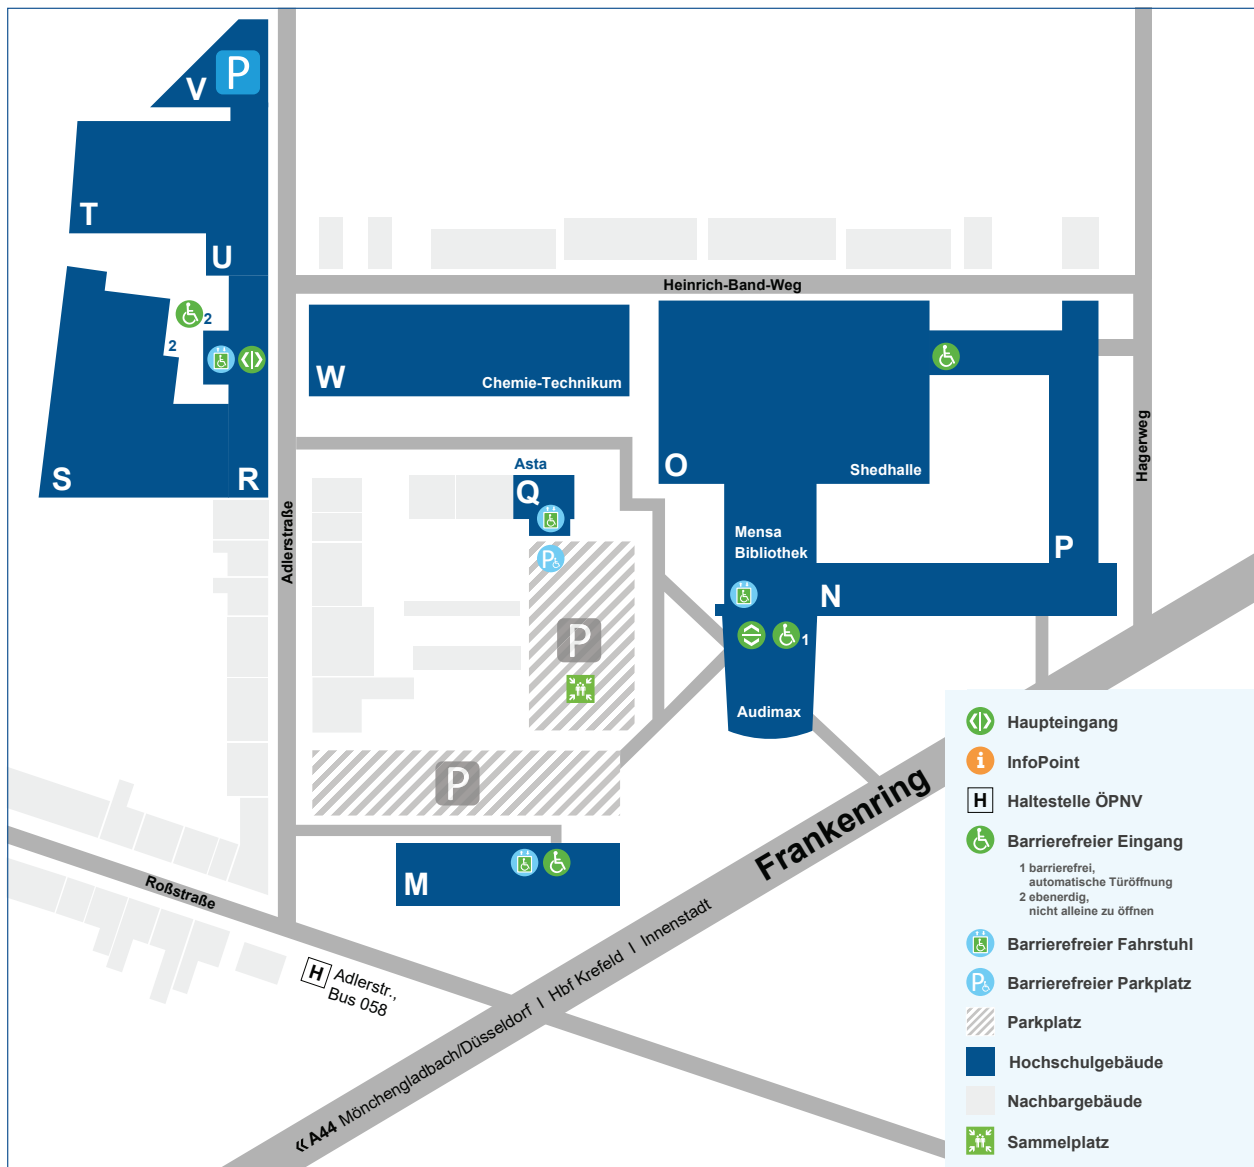 V
P
T
U
Heinrich-Band-Weg
2
2
W
Chemie-Technikum
S
R
Adlerstraße
Asta
Q
O
Shedhalle
Hagerweg
Mensa
Bibliothek
P
N
P
P
1
Audimax
P
M
Frankenring
Roßstraße
H
Adlerstr.,
Bus 058
«A44 Mönchengladbach/Düsseldorf I Hbf Krefeld I Innenstadt
Haupteingang
i InfoPoint
H Haltestelle ÖPNV
Barrierefreier Eingang
1 barrierefrei,
automatische Türöffnung
2 ebenerdig,
nicht alleine zu öffnen
Barrierefreier Fahrstuhl
P Barrierefreier Parkplatz
Parkplatz
Hochschulgebäude
Nachbargebäude
Sammelplatz